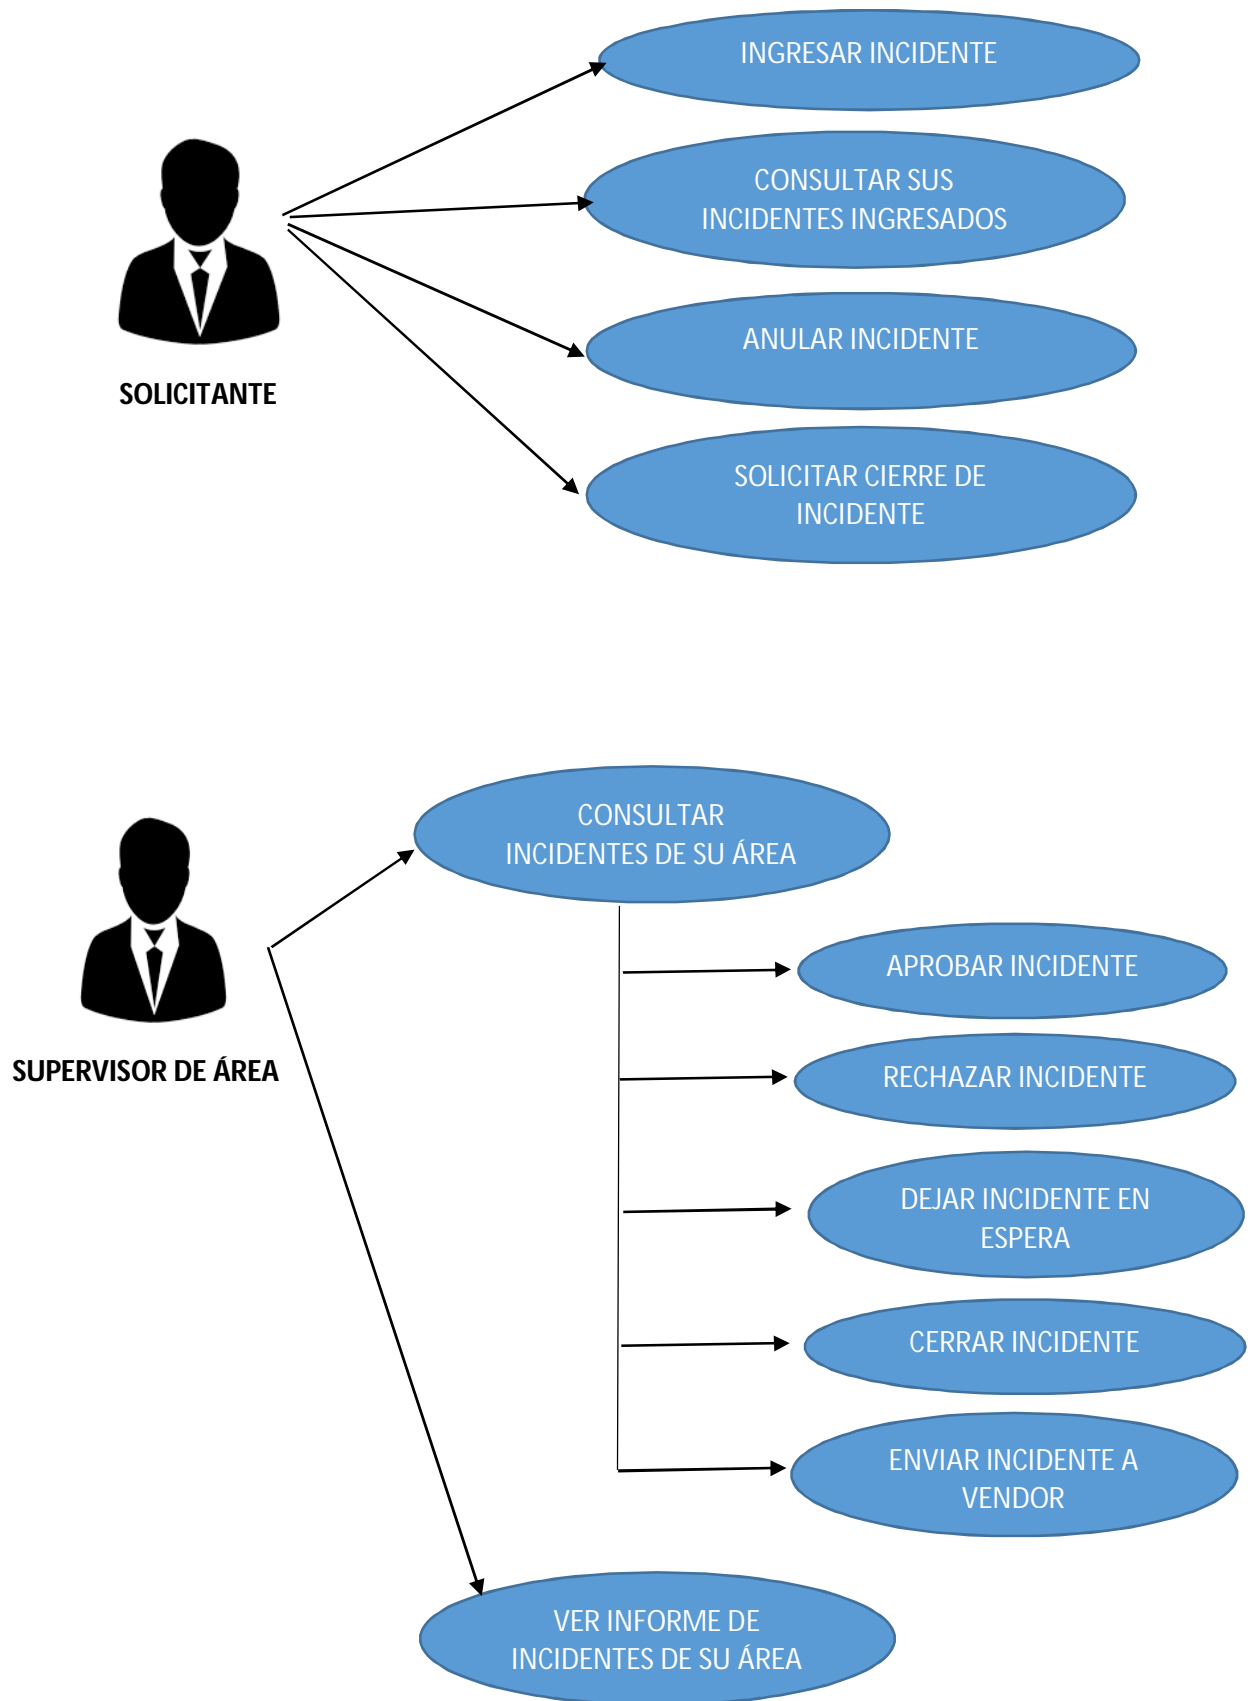 INGRESAR INCIDENTE
CONSULTAR SUS
INCIDENTES INGRESADOS
ANULAR INCIDENTE
SOLICITANTE
SOLICITAR CIERRE DE
INCIDENTE
CONSULTAR
INCIDENTES DE SU ÁREA
APROBAR INCIDENTE
SUPERVISOR DE ÁREA
RECHAZAR INCIDENTE
DEJAR INCIDENTE EN
ESPERA
CERRAR INCIDENTE
ENVIAR INCIDENTE A
VENDOR
VER INFORME DE
INCIDENTES DE SU ÁREA